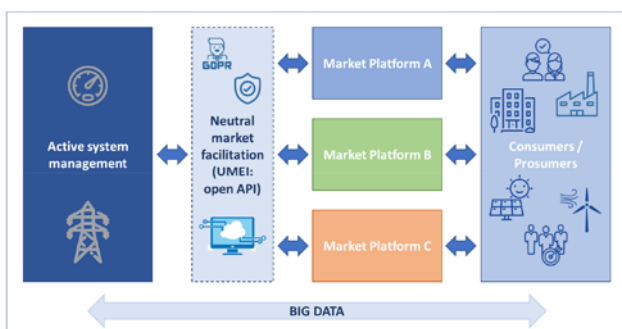 Active system
management
GDPR
Neutral
market
facilitation
(UMEI:
open API)
Market Platform A
Market Platform B
Market Platform C
Consumers /
Prosumers
BIG DATA